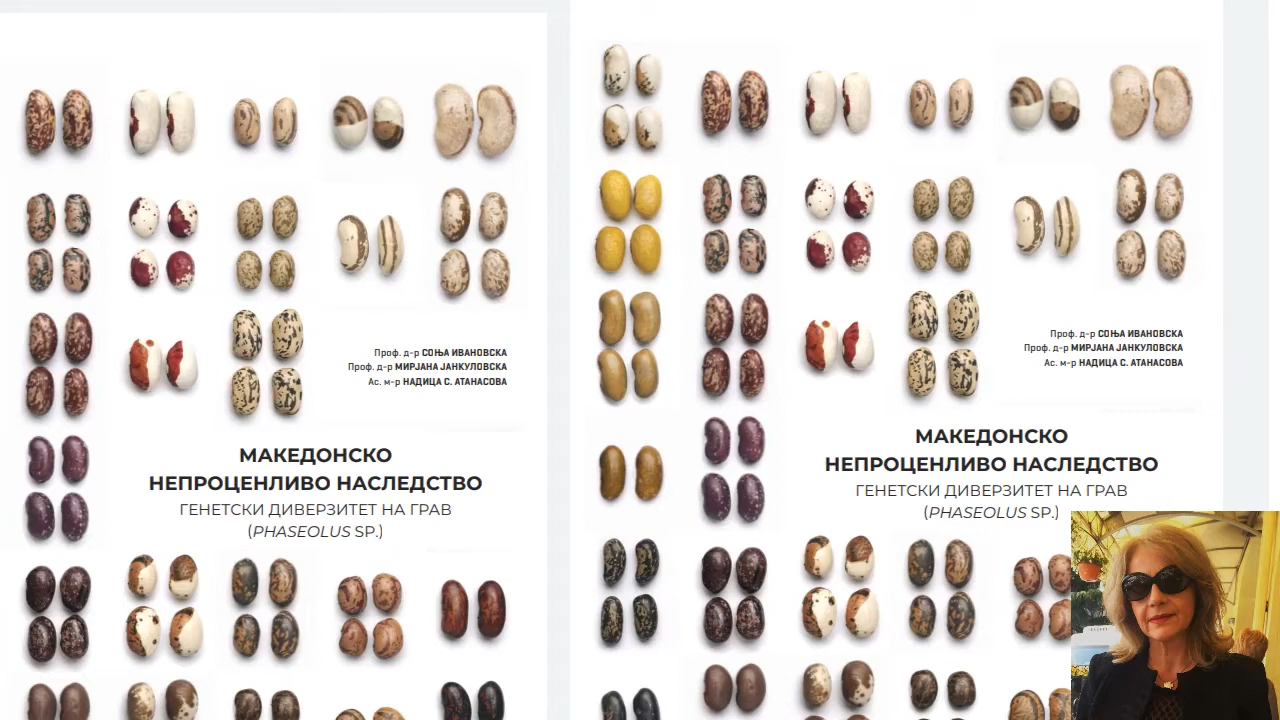 Проф. д-р СОЊА ИВАНОВСКА
Проф. д-р МИРЈАНА ЈАНКУЛОВСКА
Ас. м-р НАДИЦА С. АТАНАСОВА
МАКЕДОНСКО
НЕПРОЦЕНЛИВО НАСЛЕДСТВО
ГЕНЕТСКИ ДИВЕРЗИТЕТ НА ГРАВ
(PHASEOLUS SP.)
Проф. д-р СОЊА ИВАНОВСКА
Проф. д-р МИРЈАНА ЈАНКУЛОВСКА
Ас. м-р НАДИЦА С. АТАНАСОВА
МАКЕДОНСКО
НЕПРОЦЕНЛИВО НАСЛЕДСТВО
ГЕНЕТСКИ ДИВЕРЗИТЕТ НА ГРАВ
(PHASEOLUS SP.)